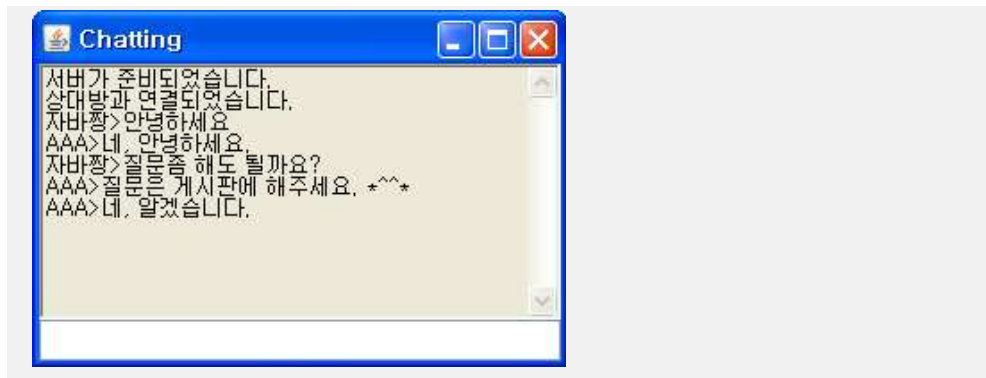 Chatting
서버가 준비되었습니다.
상대방과 연결되었습니다.
자바짱>안녕하세요
AAA>네, 안녕하세요.
자바짱>질문좀 해도 될까요?
AAA>질문은 게시판에 해주세요. *^^*
AAA>네, 알겠습니다.